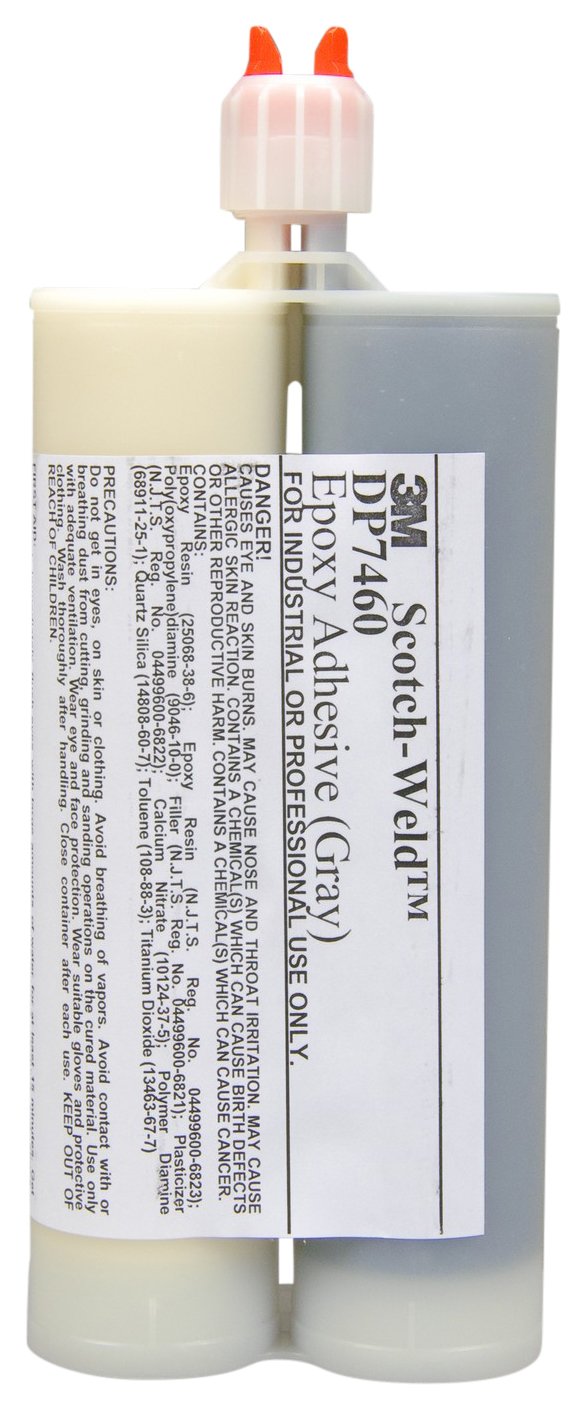 3M Scotch-Weld™
DP7460
Epoxy Adhesive (Gray)
FOR INDUSTRIAL OR PROFESSIONAL USE ONLY.
DANGER!
CAUSES EYE AND SKIN BURNS. MAY CAUSE NOSE AND THROAT IRRITATION. MAY CAUSE
ALLERGIC SKIN REACTION. CONTAINS A CHEMICAL(S) WHICH CAN CAUSE BIRTH DEFECTS
OR OTHER REPRODUCTIVE HARM. CONTAINS A CHEMICAL(S) WHICH CAN CAUSE CANCER.
CONTAINS:
Epoxy Resin (25068-38-6); Epoxy Resin (N.J.T.S. Reg. No. 04499600-6823);
Poly(oxypropylene)diamine (9046-10-0); Filler (N.J.T.S. Reg. No. 04499600-6821); Plasticizer
(N.J.T.S. Reg. No. 04499600-6822); Calcium Nitrate (10124-37-5); Polymer Diamine
(68911-25-1); Quartz Silica (14808-60-7); Toluene (108-88-3); Titanium Dioxide (13463-67-7)
PRECAUTIONS:
Do not get in eyes, on skin or clothing. Avoid breathing of vapors. Avoid contact with or
breathing dust from cutting, grinding and sanding operations on the cured material. Use only
with adequate ventilation. Wear eye and face protection. Wear suitable gloves and protective
clothing. Wash thoroughly after handling. Close container after each use. KEEP OUT OF
REACH OF CHILDREN.
FIRST AID: